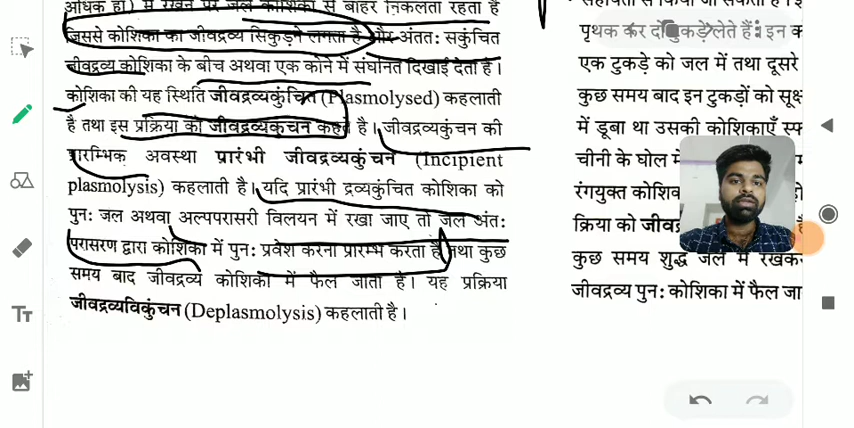 अधिक हो) में रखने पर जल कोशिका से बाहर निकलता रहता है
जिससे कोशिका का जीवद्रव्य सिकुड़ने लगता है और अंतत: सकुंचित
जीवद्रव्य कोशिका के बीच अथवा एक कोने में संघनित दिखाई देता है।
कोशिका की यह स्थिति जीवद्रव्यकुंचित (Plasmolysed) कहलाती
है तथा इस प्रक्रिया को जीवद्रव्यकुंचन कहते है। जीवद्रव्यकुंचन की
प्रारम्भिक अवस्था प्रारंभी जीवद्रव्यकुंचन (Incipient
plasmolysis) कहलाती है। यदि प्रारंभी द्रव्यकुंचित कोशिका को
पुन: जल अथवा अल्पपरासरी विलयन में रखा जाए तो जल अंत:
परासरण द्वारा कोशिका में पुन: प्रवेश करना प्रारम्भ करता है तथा कुछ
समय बाद जीवद्रव्य कोशिका में फैल जाता है। यह प्रक्रिया
जीवद्रव्यविकुंचन (Deplasmolysis) कहलाती है।
सहायता से किया जा सकता है।
पृथक कर दो टुकड़े लेते हैं। इन
एक टुकड़े को जल में तथा दूसरे
कुछ समय बाद इन टुकड़ों को सूक्ष्
में डूबा था उसकी कोशिकाएँ स्फ
चीनी के घोल में
रंगयुक्त कोशिक
क्रिया को जीव
कुछ समय शुद्ध जल में रखक
जीवद्रव्य पुन: कोशिका में फैल जा
Tт